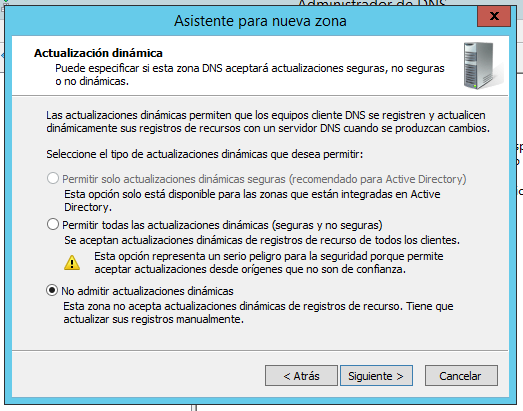 Administrador de DNS
Asistente para nueva zona
x
Actualización dinámica
Puede especificar si esta zona DNS aceptará actualizaciones seguras, no seguras
o no dinámicas.
Las actualizaciones dinámicas permiten que los equipos cliente DNS se registren y actualicen
dinámicamente sus registros de recursos con un servidor DNS cuando se produzcan cambios.
Seleccione el tipo de actualizaciones dinámicas que desea permitir:
Permitir solo actualizaciones dinámicas seguras (recomendado para Active Directory)
Esta opción solo está disponible para las zonas que están integradas en Active
Directory.
Permitir todas las actualizaciones dinámicas (seguras y no seguras)
Se aceptan actualizaciones dinámicas de registros de recurso de todos los clientes.
Esta opción representa un serio peligro para la seguridad porque permite
aceptar actualizaciones desde orígenes que no son de confianza.
No admitir actualizaciones dinámicas
Esta zona no acepta actualizaciones dinámicas de registros de recurso. Tiene que
actualizar sus registros manualmente.
< Atrás
Siguiente >
Cancelar